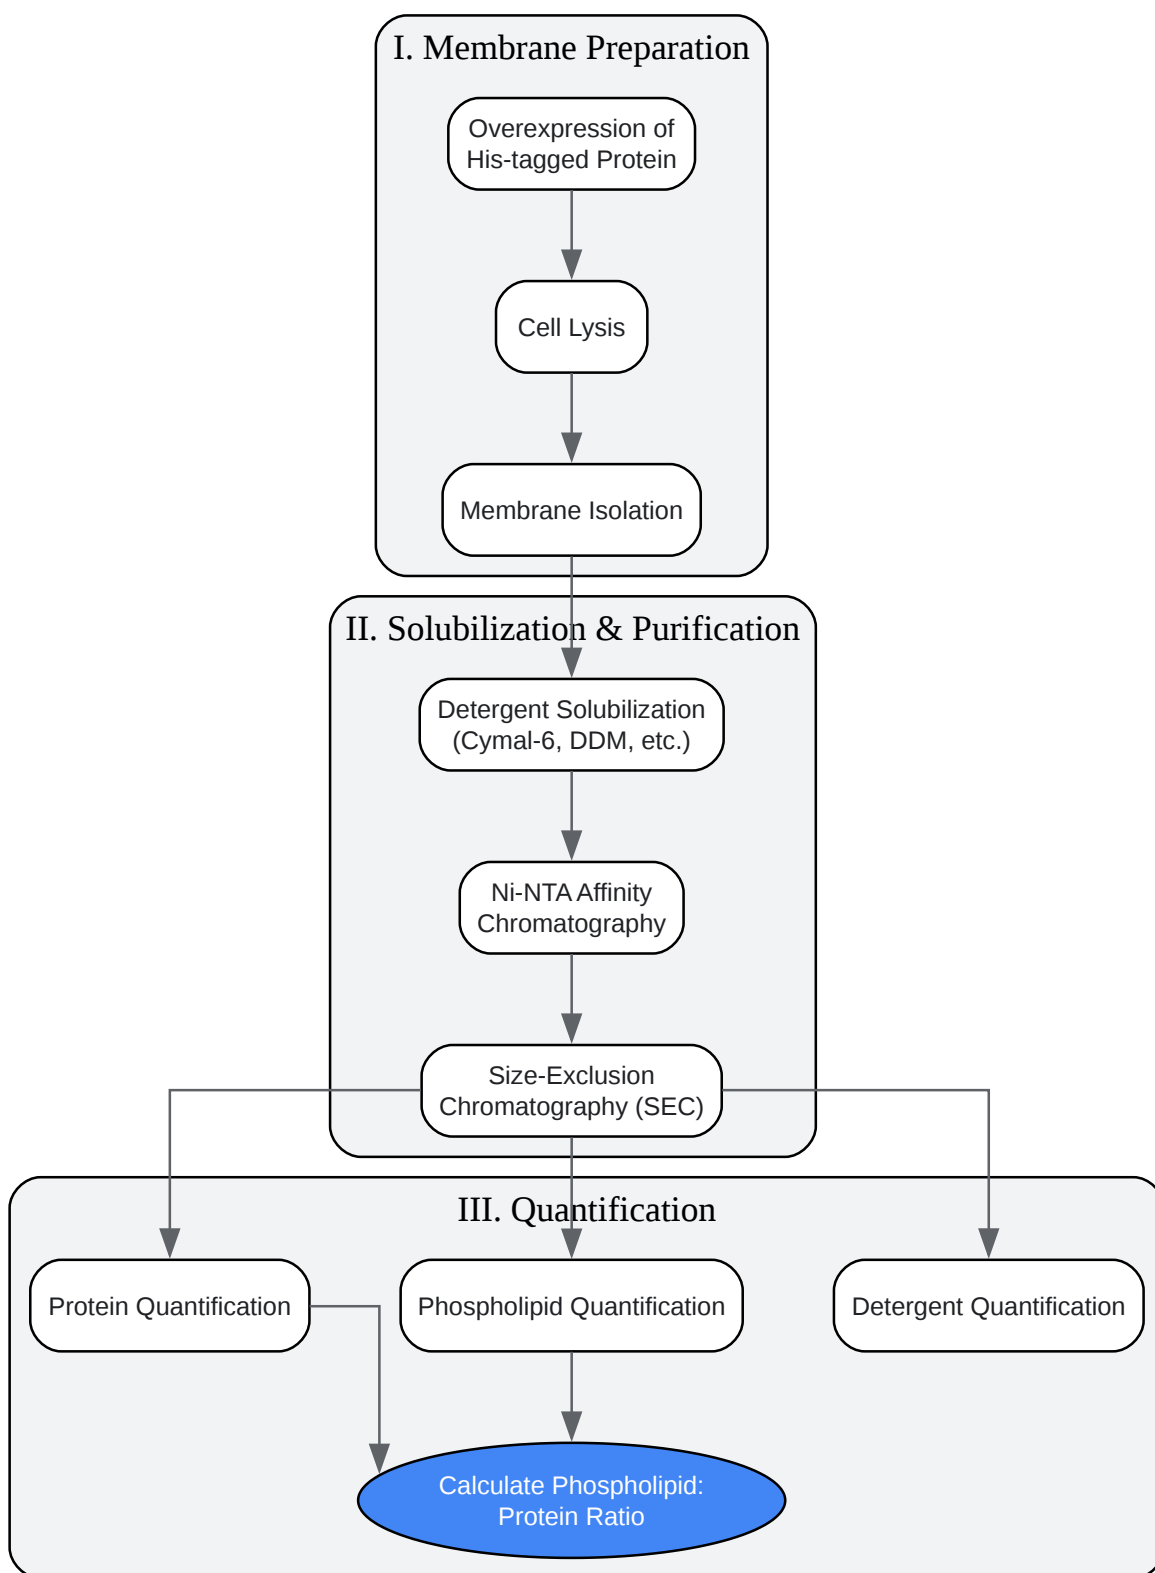 I. Membrane Preparation
Overexpression of
His-tagged Protein
Cell Lysis
Membrane Isolation
II. Solubilization & Purification
Detergent Solubilization
(Cymal-6, DDM, etc.)
Ni-NTA Affinity
Chromatography
Size-Exclusion
Chromatography (SEC)
III. Quantification
Protein Quantification
Phospholipid Quantification
Detergent Quantification
Calculate Phospholipid:
Protein Ratio